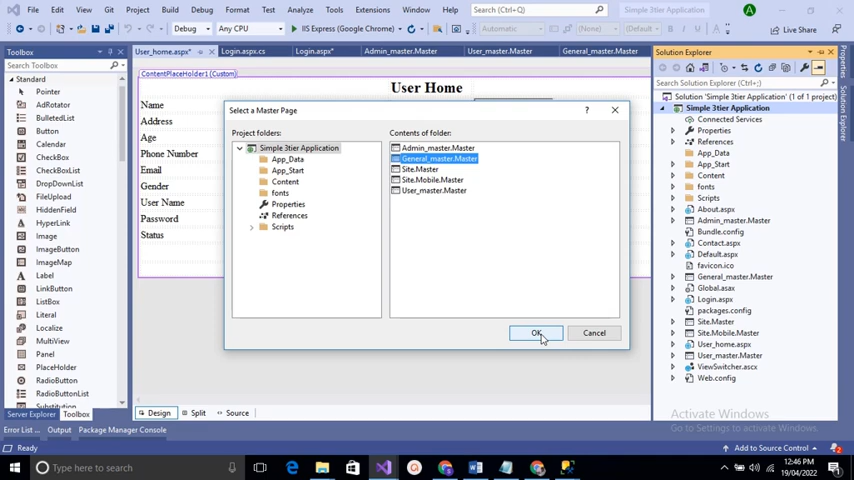 File Edit View Git Project Build Debug Test Analyze Tools Extensions Window Help Search (Ctrl+Q) Simple 3tier Application A
Debug Any CPU IIS Express (Google Chrome) Automatic Live Share
Toolbox
Search Toolbox
Standard
Pointer
AdRotator
BulletedList
Button
Calendar
CheckBox
CheckBoxList
DropDownList
FileUpload
HiddenField
HyperLink
Image
ImageButton
ImageMap
Label
LinkButton
ListBox
Literal
Localize
MultiView
Panel
PlaceHolder
RadioButton
RadioButtonList
Substitution
Server Explorer Toolbox
User_home.aspx* Login.aspx.cs Login.aspx* Admin_master.Master User_master.Master General_master.Master
ContentPlaceHolder1 (Custom)
User Home
Name
Address
Age
Phone Number
Email
Gender
User Name
Password
Status
Select a Master Page
Project folders:
Simple 3tier Application
App_Data
App_Start
Content
fonts
Properties
References
Scripts
Contents of folder:
Admin_master.Master
General_master.Master
Site.Master
Site.Mobile.Master
User_master.Master
OK Cancel
Design Split Source
Solution Explorer
Search Solution Explorer (Ctrl+;)
Solution 'Simple 3tier Application' (1 of 1 project)
Simple 3tier Application
Connected Services
Properties
References
App_Data
App_Start
Content
fonts
Scripts
About.aspx
Admin_master.Master
Bundle.config
Contact.aspx
Default.aspx
favicon.ico
General_master.Master
Global.asax
Login.aspx
packages.config
Site.Master
Site.Mobile.Master
User_home.aspx
User_master.Master
ViewSwitcher.ascx
Web.config
Properties
Solution Explorer
Activate Windows
Go to Settings to activate Windows.
Error List ... Output Package Manager Console
Ready Add to Source Control 2
Type here to search
12:46 PM
19/04/2022